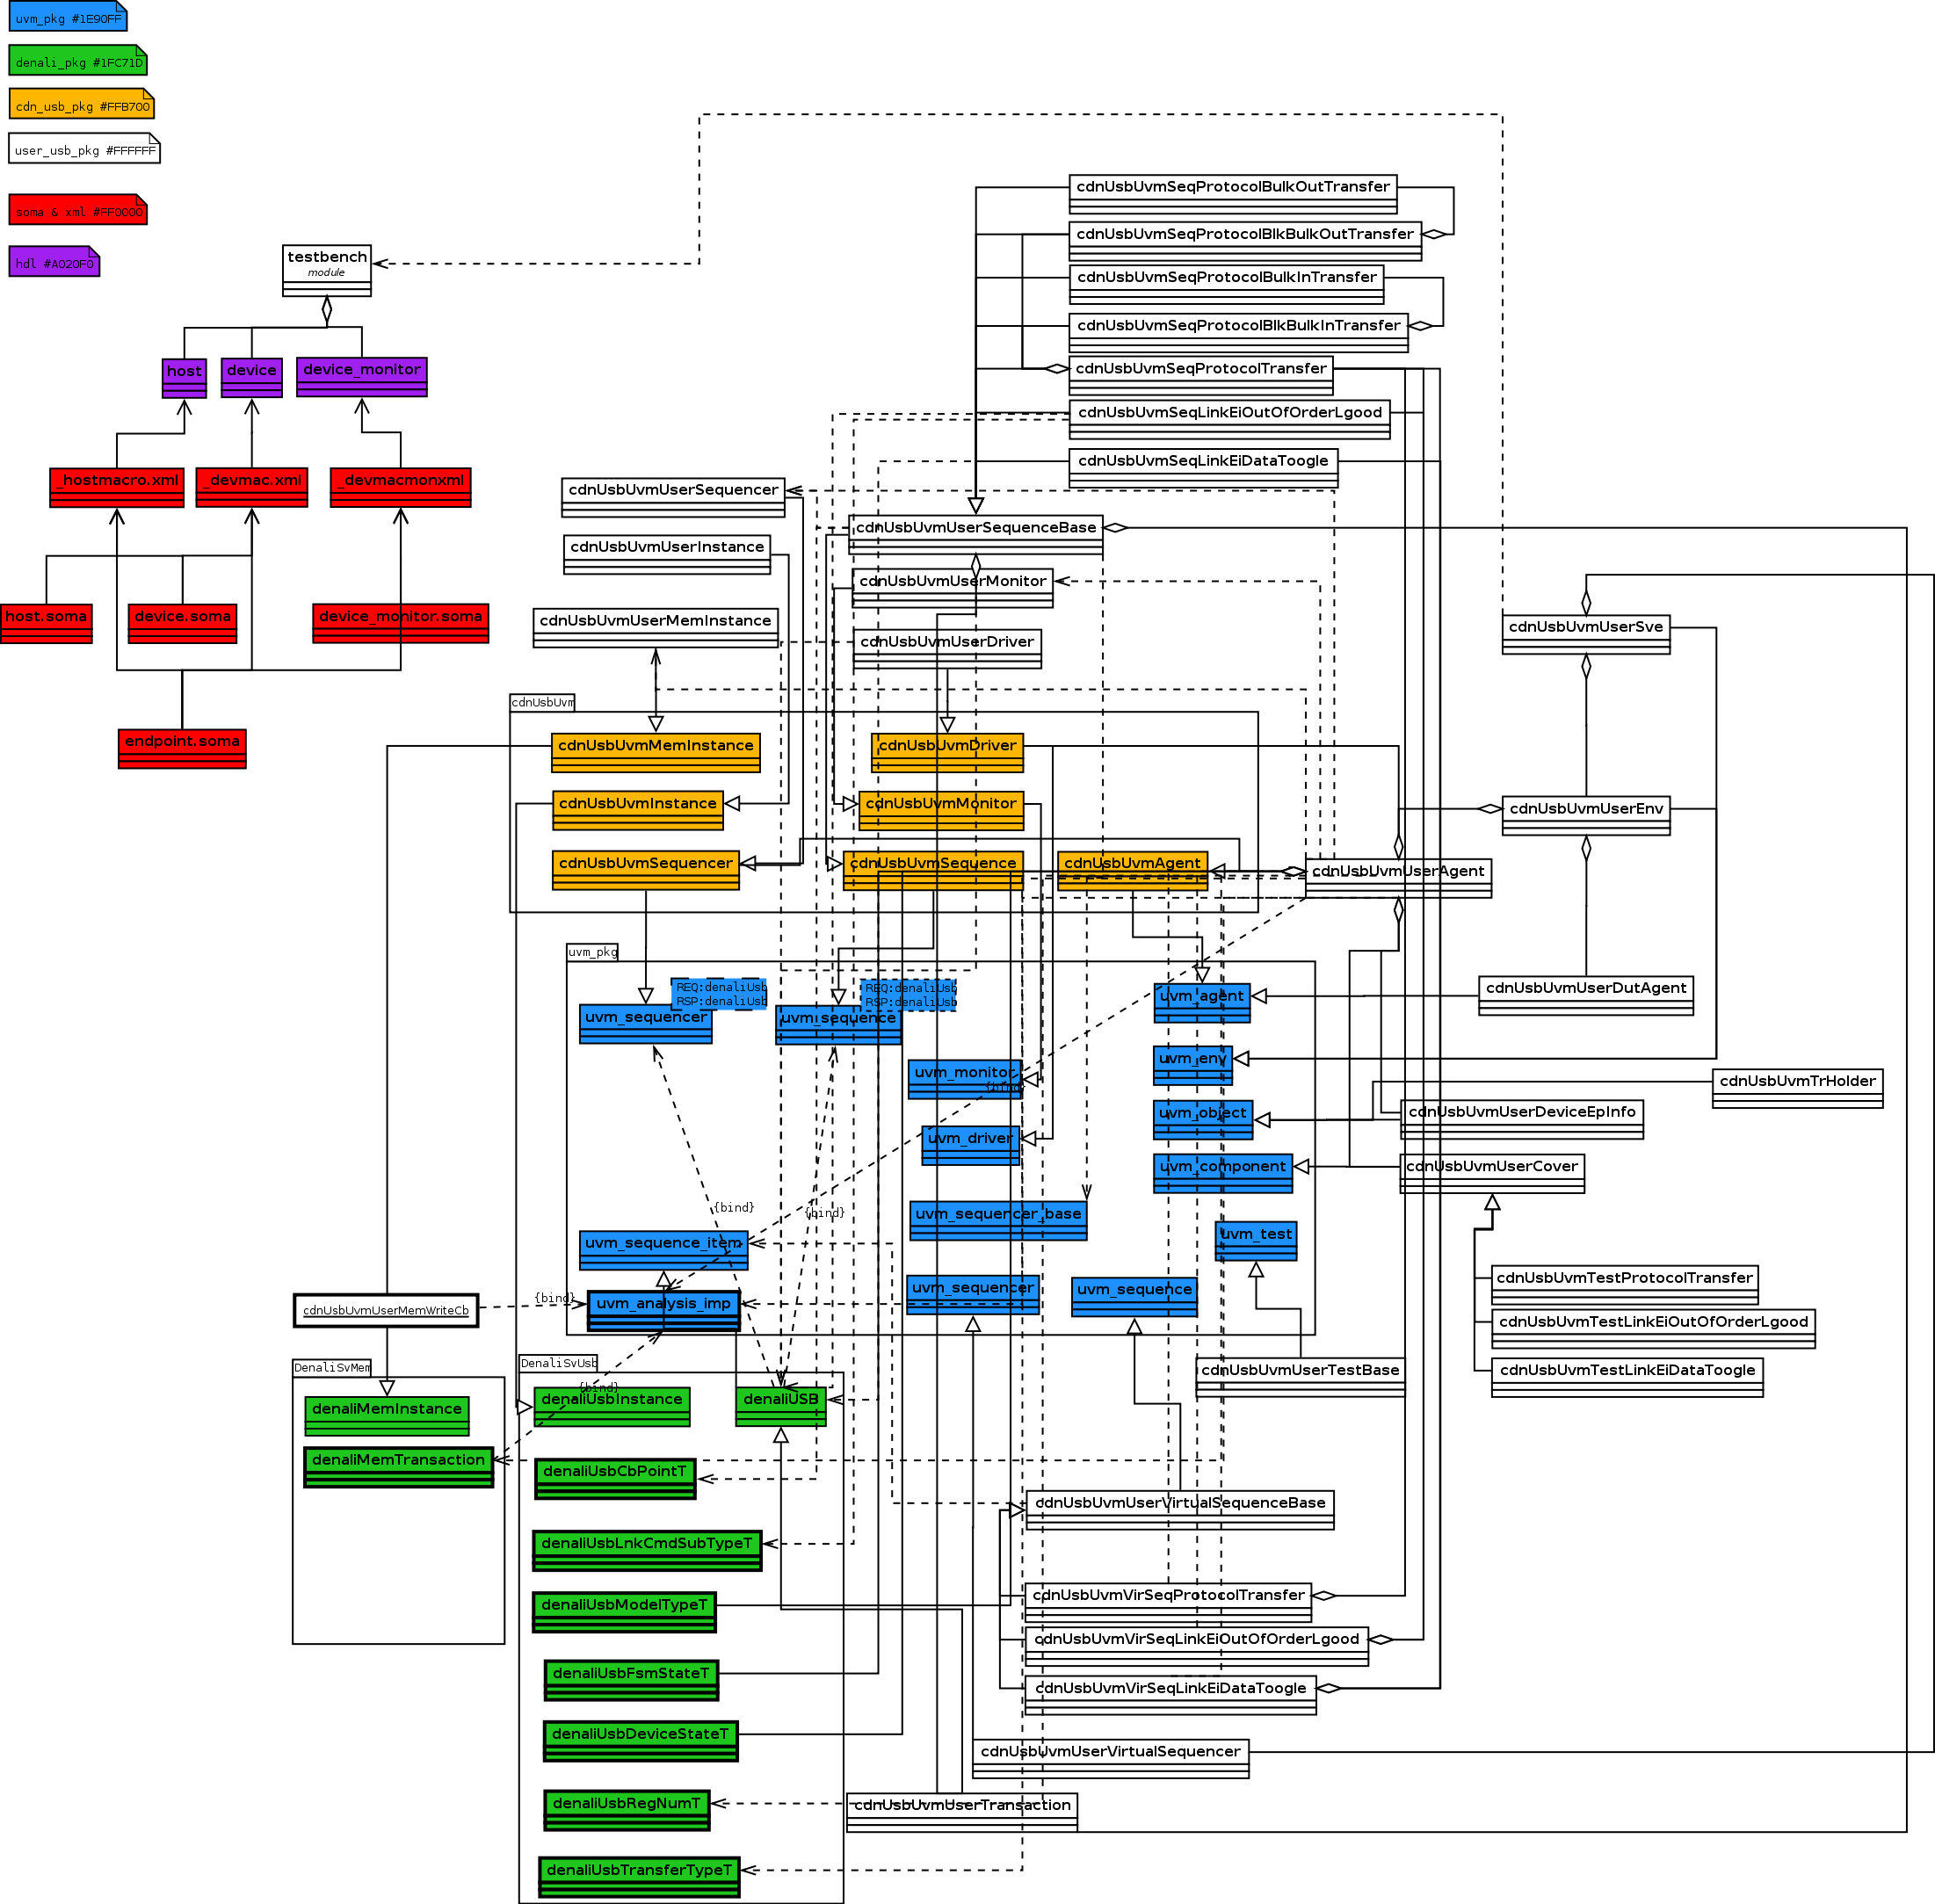 uvm_pkg #1E90FF
denali_pkg #1FC71D
cdn_usb_pkg #FFB700
user_usb_pkg #FFFFFF
soma & xml #FF0000
hdl #A020F0
testbench
module
host
device
device_monitor
_hostmacro.xml
_devmac.xml
_devmacmonxml
host.soma
device.soma
device_monitor.soma
endpoint.soma
cdnUsbUvmSeqProtocolBulkOutTransfer
cdnUsbUvmSeqProtocolBlkBulkOutTransfer
cdnUsbUvmSeqProtocolBulkInTransfer
cdnUsbUvmSeqProtocolBlkBulkInTransfer
cdnUsbUvmSeqProtocolTransfer
cdnUsbUvmSeqLinkEiOutOfOrderLgood
cdnUsbUvmSeqLinkEiDataToogle
cdnUsbUvmUserSequencer
cdnUsbUvmUserSequenceBase
cdnUsbUvmUserInstance
cdnUsbUvmUserMonitor
cdnUsbUvmUserMemInstance
cdnUsbUvmUserDriver
cdnUsbUvmUserSve
cdnUsbUvm
cdnUsbUvmMemInstance
cdnUsbUvmDriver
cdnUsbUvmInstance
cdnUsbUvmMonitor
cdnUsbUvmUserEnv
cdnUsbUvmSequencer
cdnUsbUvmSequence
cdnUsbUvmAgent
cdnUsbUvmUserAgent
uvm_pkg
REQ:denaliUsb
RSP:denaliUsb
REQ:denaliUsb
RSP:denaliUsb
uvm_sequencer
uvm_sequence
uvm_agent
cdnUsbUvmUserDutAgent
uvm_monitor
{bind}
uvm_env
cdnUsbUvmTrHolder
uvm_object
cdnUsbUvmUserDeviceEpInfo
uvm_driver
uvm_component
cdnUsbUvmUserCover
{bind}
{bind}
uvm_sequencer_base
uvm_sequence_item
uvm_test
uvm_sequencer
uvm_sequence
cdnUsbUvmTestProtocolTransfer
{bind}
cdnUsbUvmUserMemWriteCb
uvm_analysis_imp
cdnUsbUvmTestLinkEiOutOfOrderLgood
DenaliSvMem
DenaliSvUsb
cdnUsbUvmUserTestBase
cdnUsbUvmTestLinkEiDataToogle
{bind}
denaliMemInstance
denaliUsbInstance
denaliUSB
denaliMemTransaction
denaliUsbCbPointT
cdnUsbUvmUserVirtualSequenceBase
denaliUsbLnkCmdSubTypeT
denaliUsbModelTypeT
cdnUsbUvmVirSeqProtocolTransfer
cdnUsbUvmVirSeqLinkEiOutOfOrderLgood
denaliUsbFsmStateT
cdnUsbUvmVirSeqLinkEiDataToogle
denaliUsbDeviceStateT
cdnUsbUvmUserVirtualSequencer
denaliUsbRegNumT
cdnUsbUvmUserTransaction
denaliUsbTransferTypeT